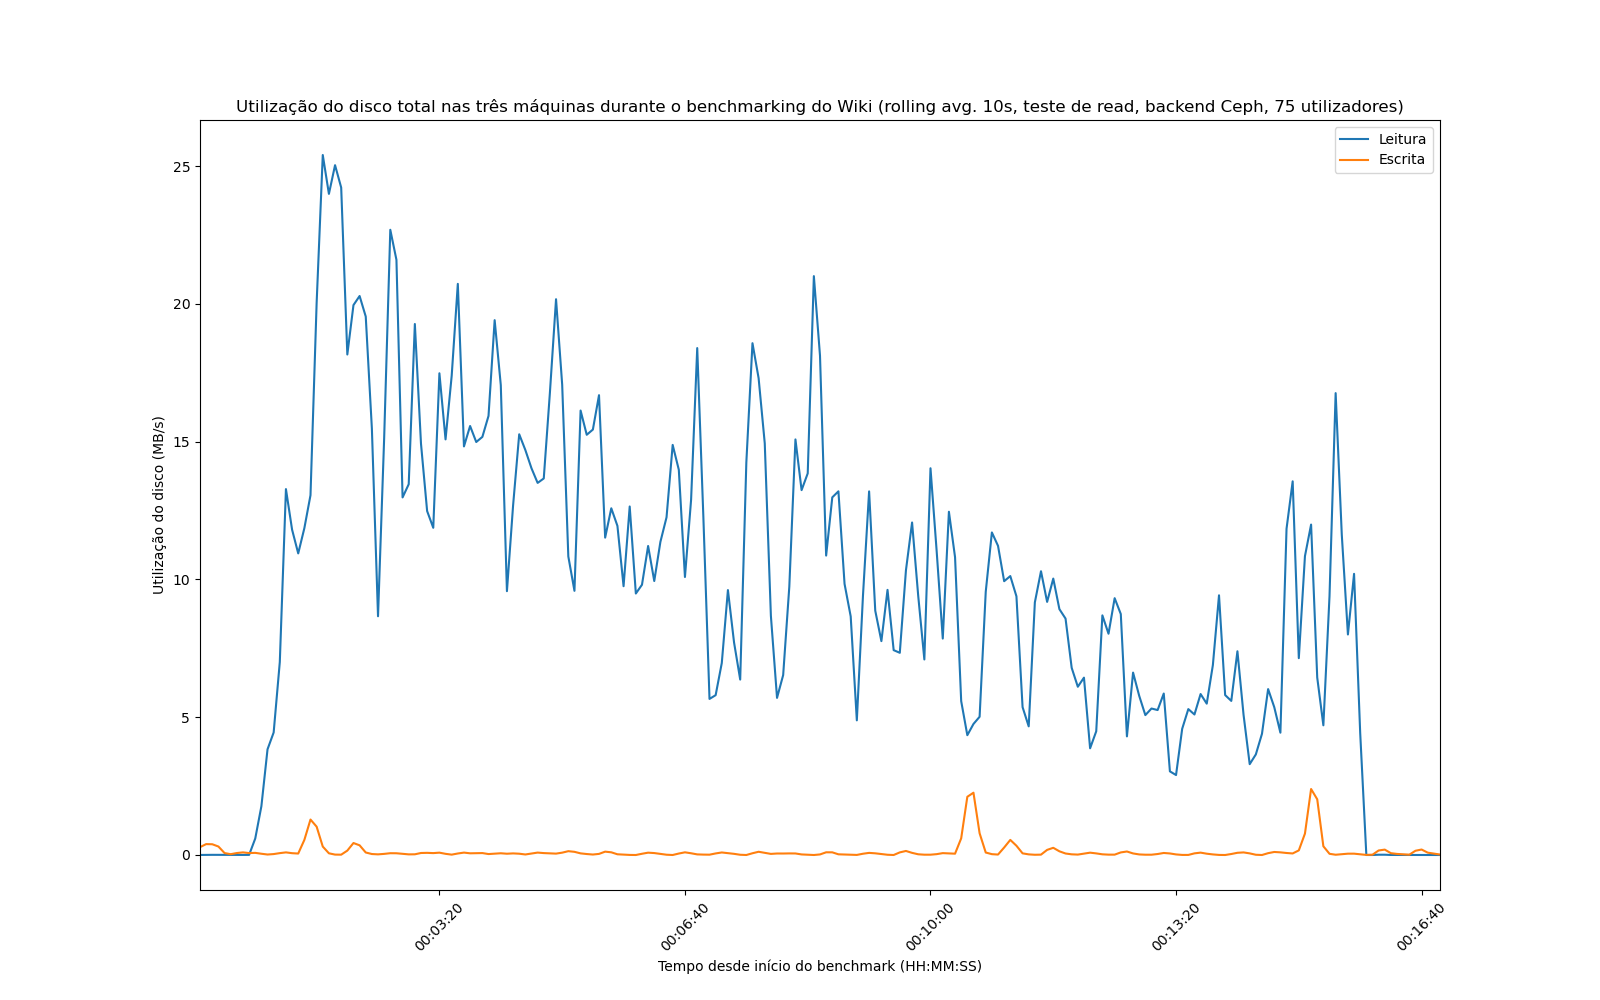 Utilização do disco total nas três máquinas durante o benchmarking do Wiki (rolling avg. 10s, teste de read, backend Ceph, 75 utilizadores)
Leitura
Escrita
Utilização do disco (MB/s)
25
20
15
10
5
0
00:03:20
00:06:40
00:10:00
00:13:20
00:16:40
Tempo desde início do benchmark (HH:MM:SS)